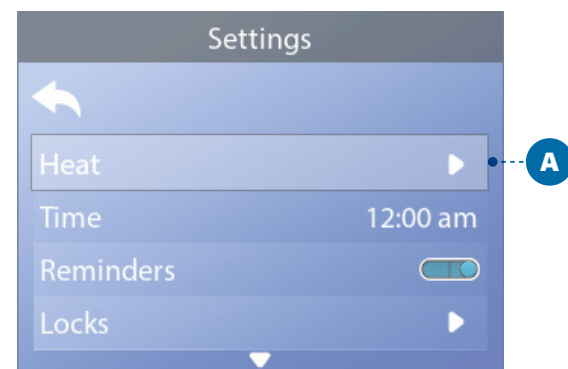 Settings
Heat
A
Time 12:00 am
Reminders
Locks